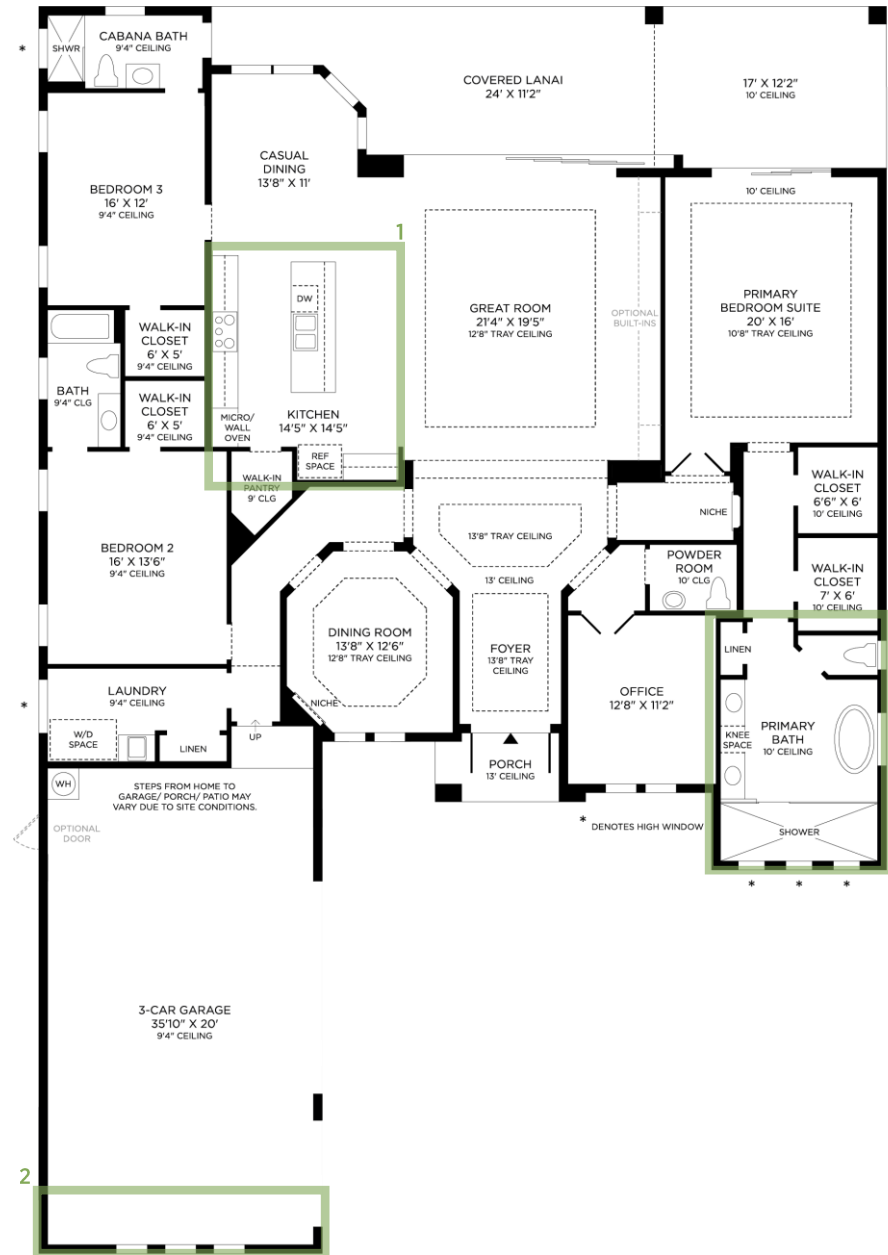 CABANA BATH
9'4" CEILING
SHWR
*
COVERED LANAI
24' X 11'2"
17' X 12'2"
10' CEILING
CASUAL
DINING
13'8" X 11'
BEDROOM 3
16' X 12'
9'4" CEILING
10' CEILING
1
DW
GREAT ROOM
21'4" X 19'5"
12'8" TRAY CEILING
OPTIONAL
BUILT-INS
PRIMARY
BEDROOM SUITE
20' X 16'
10'8" TRAY CEILING
WALK-IN
CLOSET
6' X 5'
9'4" CEILING
BATH
9'4" CLG
WALK-IN
CLOSET
6' X 5'
9'4" CEILING
MICRO/
WALL
OVEN
KITCHEN
14'5" X 14'5"
REF
SPACE
WALK-IN
PANTRY
9' CLG
WALK-IN
CLOSET
6'6" X 6'
10' CEILING
NICHE
13'8" TRAY CEILING
BEDROOM 2
16' X 13'6"
9'4" CEILING
13' CEILING
POWDER
ROOM
10' CLG
WALK-IN
CLOSET
7' X 6'
10' CEILING
DINING ROOM
13'8" X 12'6"
12'8" TRAY CEILING
FOYER
13'8" TRAY
CEILING
LINEN
OFFICE
12'8" X 11'2"
LAUNDRY
9'4" CEILING
*
NICHE
W/D
SPACE
LINEN
UP
KNEE
SPACE
PRIMARY
BATH
10' CEILING
PORCH
13' CEILING
WH
STEPS FROM HOME TO
GARAGE/ PORCH/ PATIO MAY
VARY DUE TO SITE CONDITIONS.
OPTIONAL
DOOR
* DENOTES HIGH WINDOW
SHOWER
* * *
3-CAR GARAGE
35'10" X 20'
9'4" CEILING
2